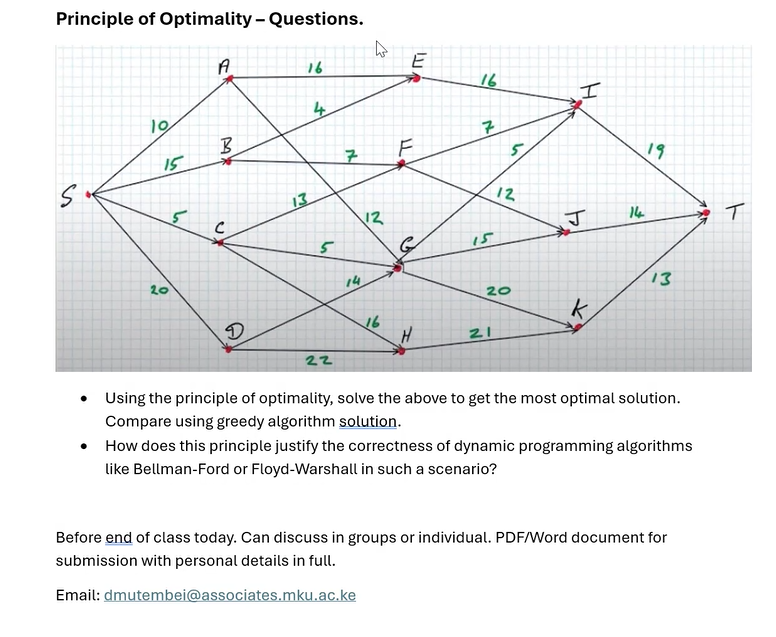 Principle of Optimality – Questions.
A 16 E
16 I
10 4
7
B 7 F 5 19
15
S 13 12
5 C 12 J 14 T
5 G 15
20 14 20 13
D 16 H K
21
22
• Using the principle of optimality, solve the above to get the most optimal solution.
Compare using greedy algorithm solution.
• How does this principle justify the correctness of dynamic programming algorithms
like Bellman-Ford or Floyd-Warshall in such a scenario?
Before end of class today. Can discuss in groups or individual. PDF/Word document for
submission with personal details in full.
Email: dmutembei@associates.mku.ac.ke